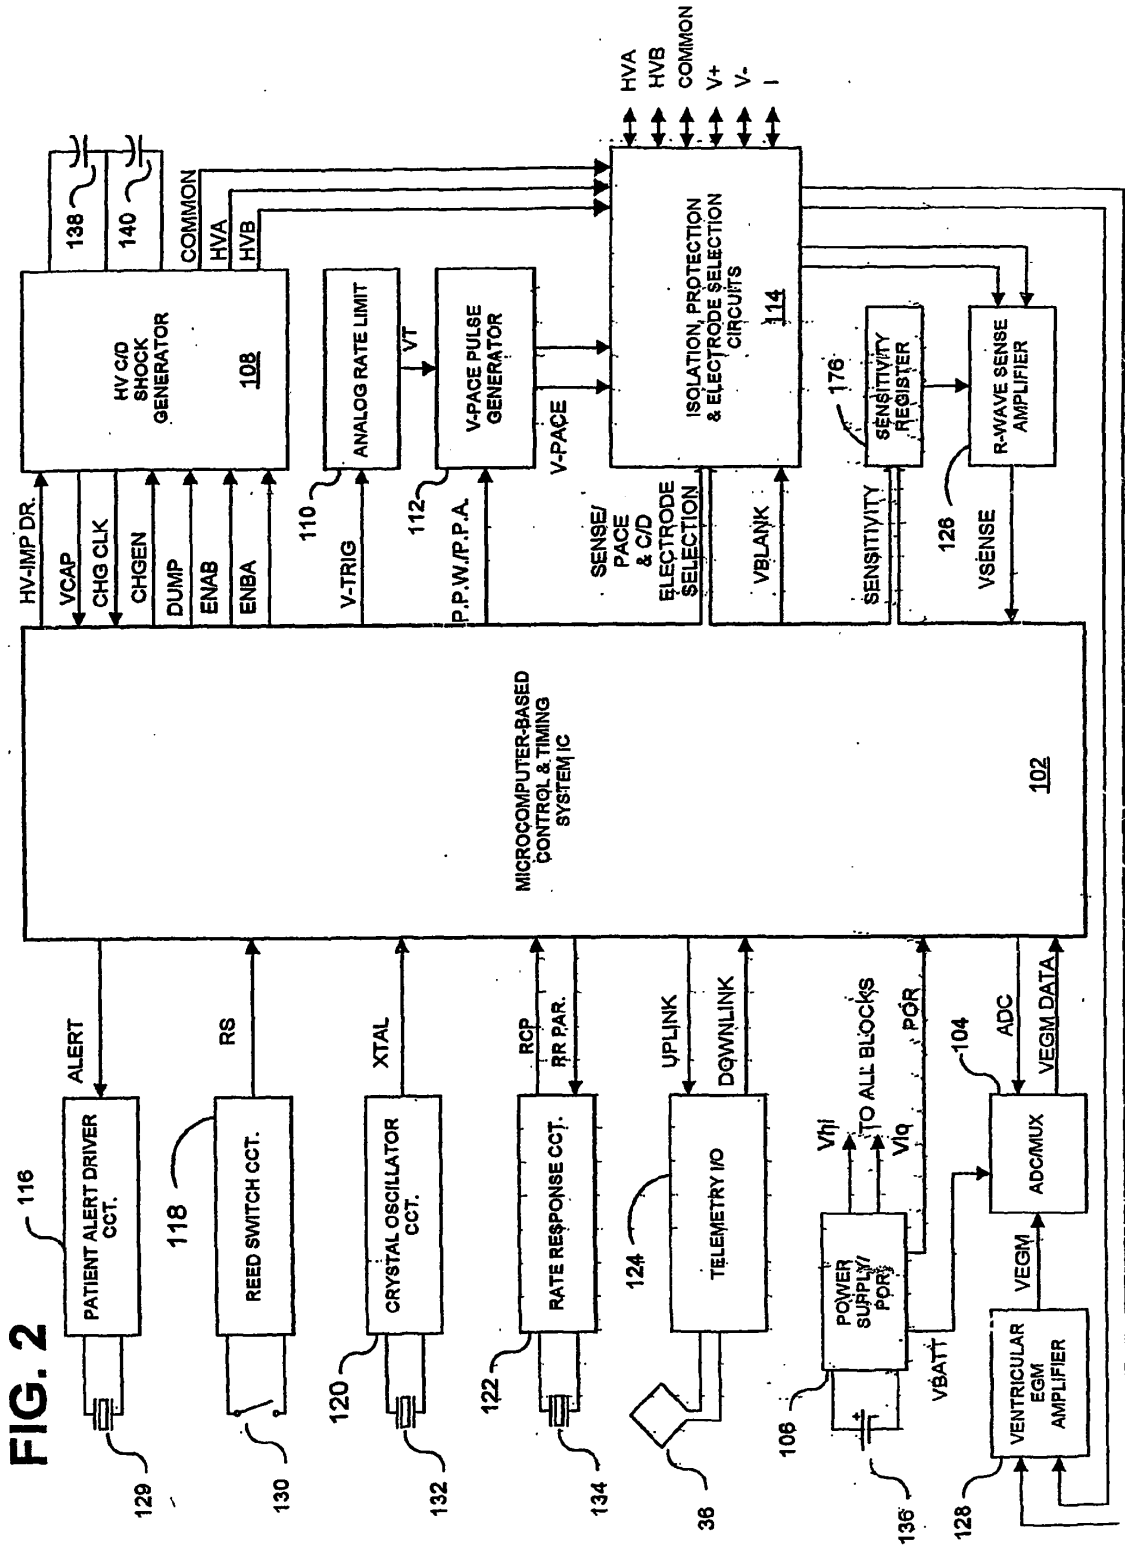 FIG. 2
129
116
PATIENT ALERT DRIVER
CCT.
ALERT
130
118
REED SWITCH CCT.
RS
132
120
CRYSTAL OSCILLATOR
CCT.
XTAL
134
122
RATE RESPONSE CCT.
RCP
RR PAR.
36
124
TELEMETRY I/O
UPLINK
DOWNLINK
136
106
POWER
SUPPLY/
POR
Vhi
Vlo
TO ALL BLOCKS
POR
VBATT
128
VENTRICULAR
EGM
AMPLIFIER
VEGM
104
ADC/MUX
ADC
VEGM DATA
MICROCOMPUTER-BASED
CONTROL & TIMING
SYSTEM IC
102
HV-IMP DR.
VCAP
CHG CLK
CHGEN
DUMP
ENAB
ENBA
HV C/D
SHOCK
GENERATOR
108
138
140
COMMON
HVA
HVB
V-TRIG
110
ANALOG RATE LIMIT
VT
P.P.W./P.P.A.
112
V-PACE PULSE
GENERATOR
V-PACE
SENSE/
PACE
& C/D
ELECTRODE
SELECTION
VBLANK
ISOLATION, PROTECTION
& ELECTRODE SELECTION
CIRCUITS
114
HVA
HVB
COMMON
V+
V-
I
SENSITIVITY
176
SENSITIVITY
REGISTER
VSENSE
126
R-WAVE SENSE
AMPLIFIER